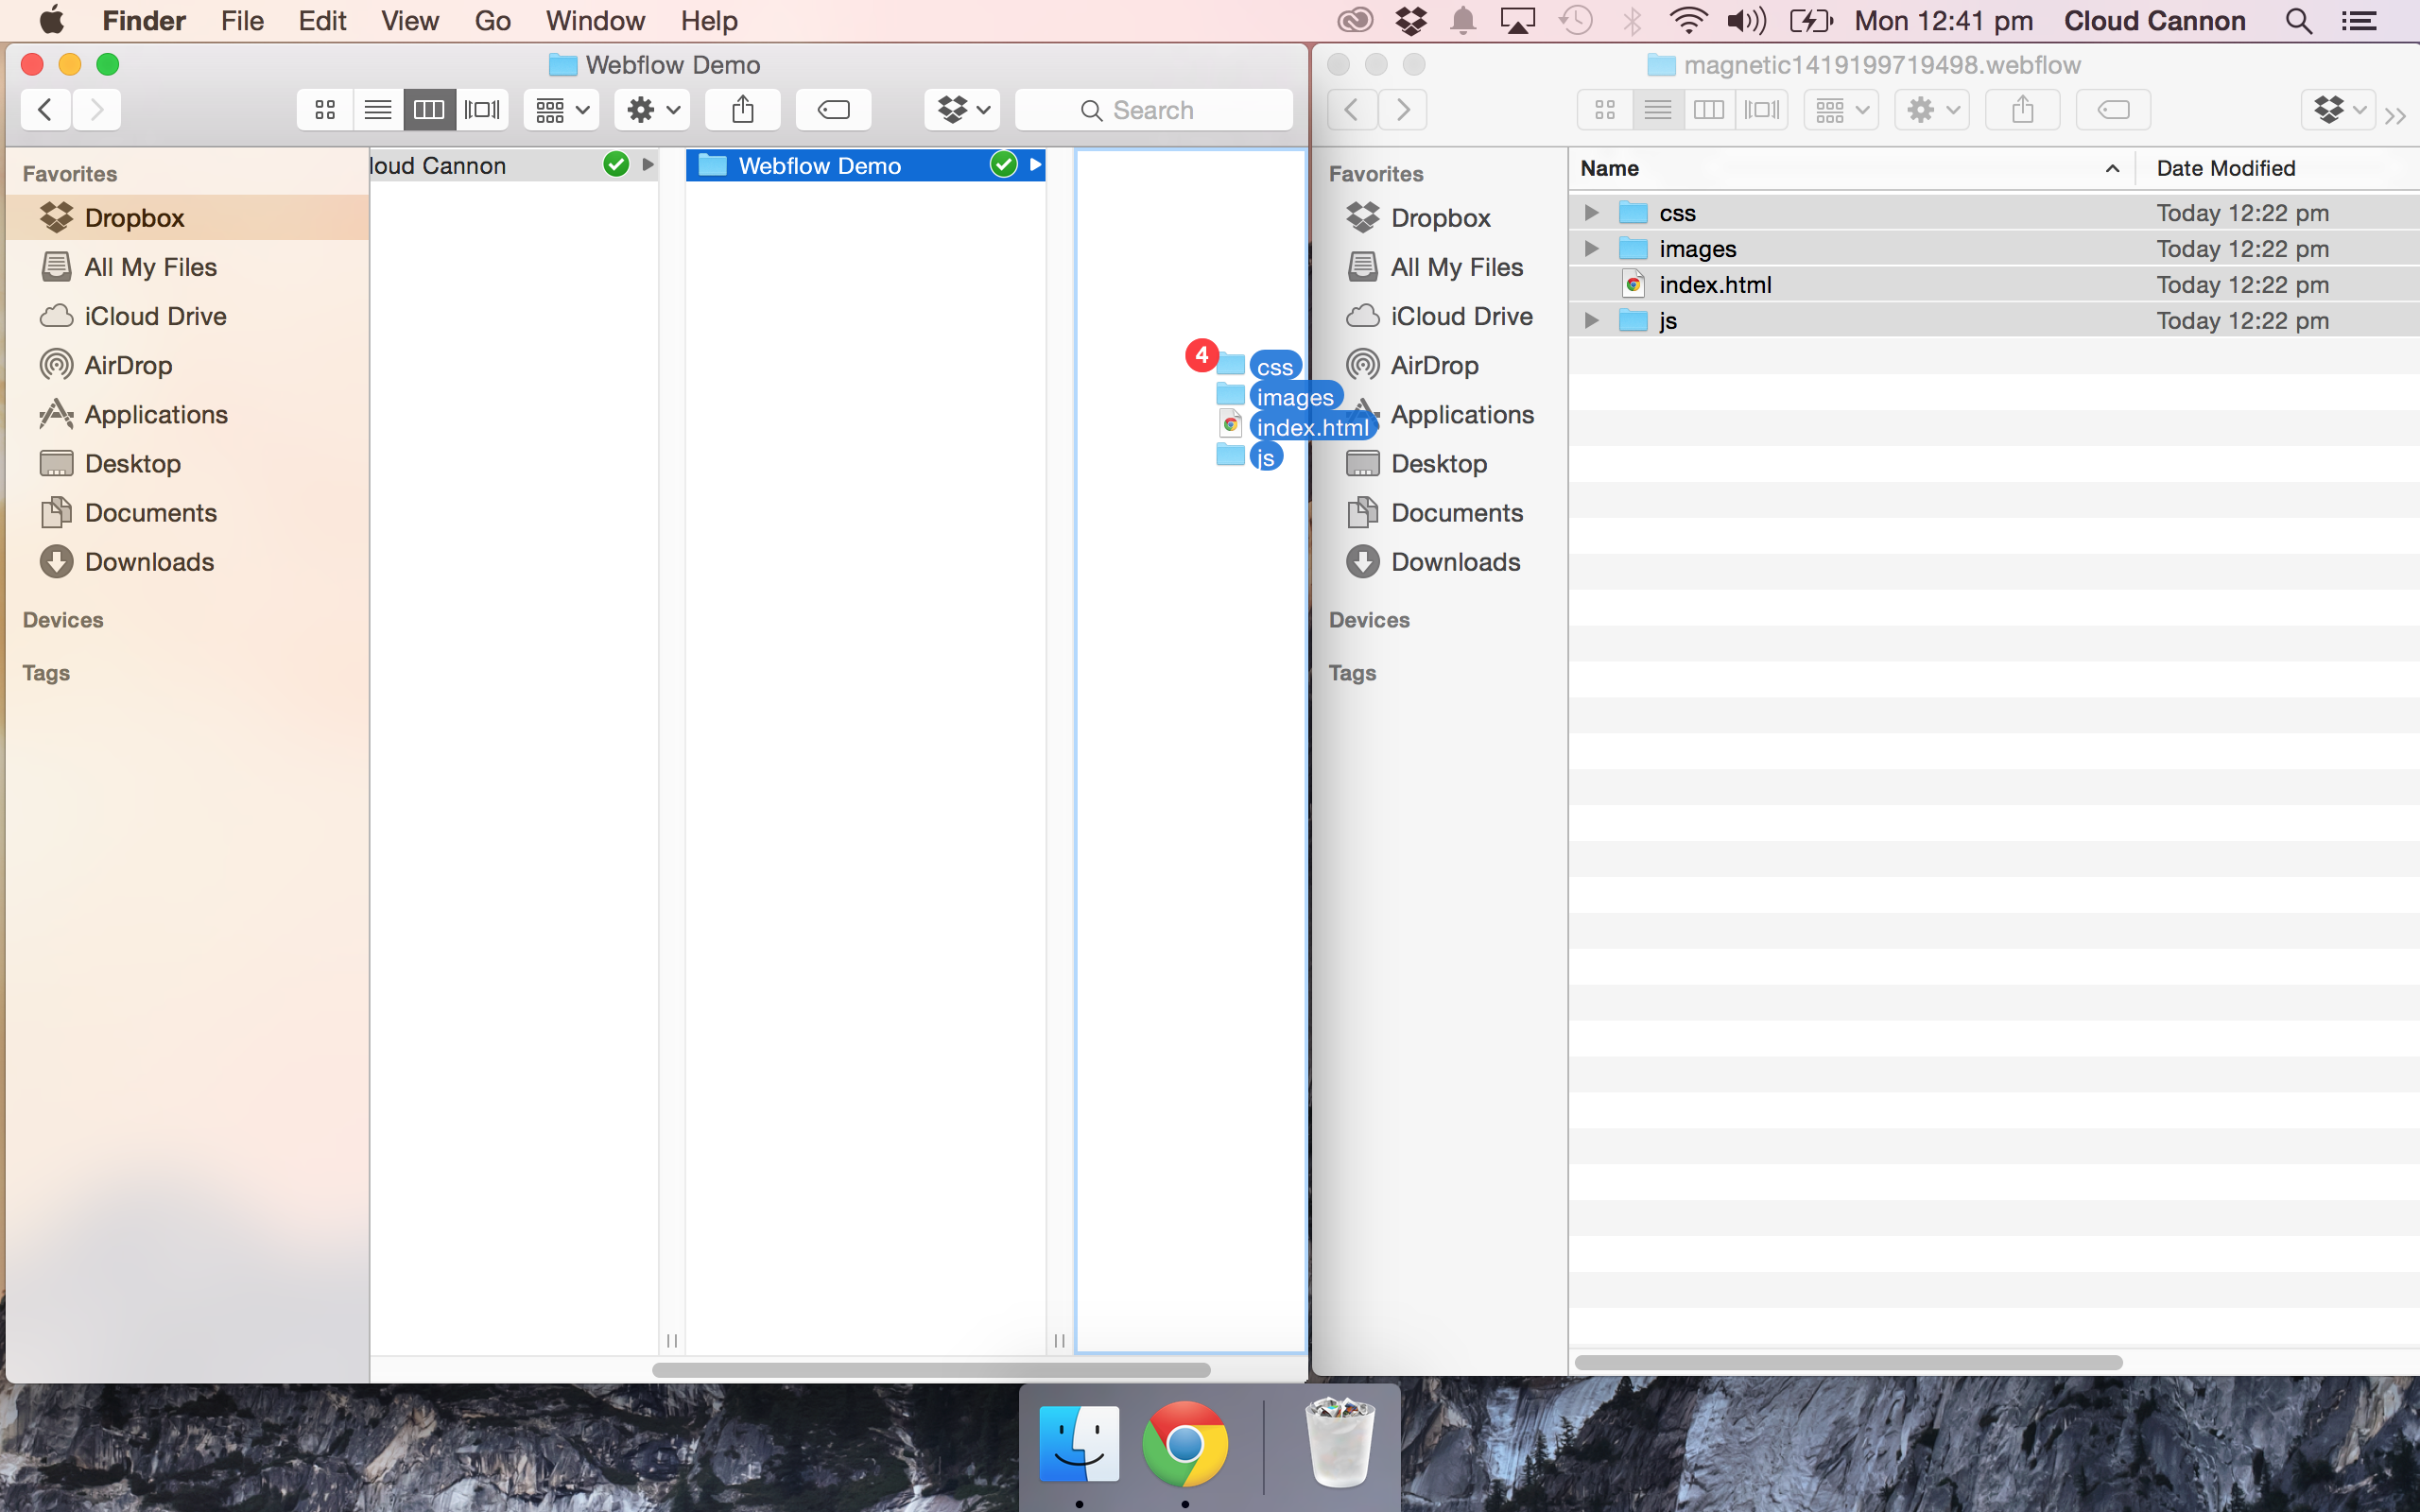 Finder File Edit View Go Window Help Mon 12:41 pm Cloud Cannon
Webflow Demo
Search
Favorites
Dropbox
All My Files
iCloud Drive
AirDrop
Applications
Desktop
Documents
Downloads
Devices
Tags
loud Cannon
Webflow Demo
4
css
images
index.html
js
magnetic1419199719498.webflow
Favorites
Dropbox
All My Files
iCloud Drive
AirDrop
Applications
Desktop
Documents
Downloads
Devices
Tags
Name Date Modified
css Today 12:22 pm
images Today 12:22 pm
index.html Today 12:22 pm
js Today 12:22 pm